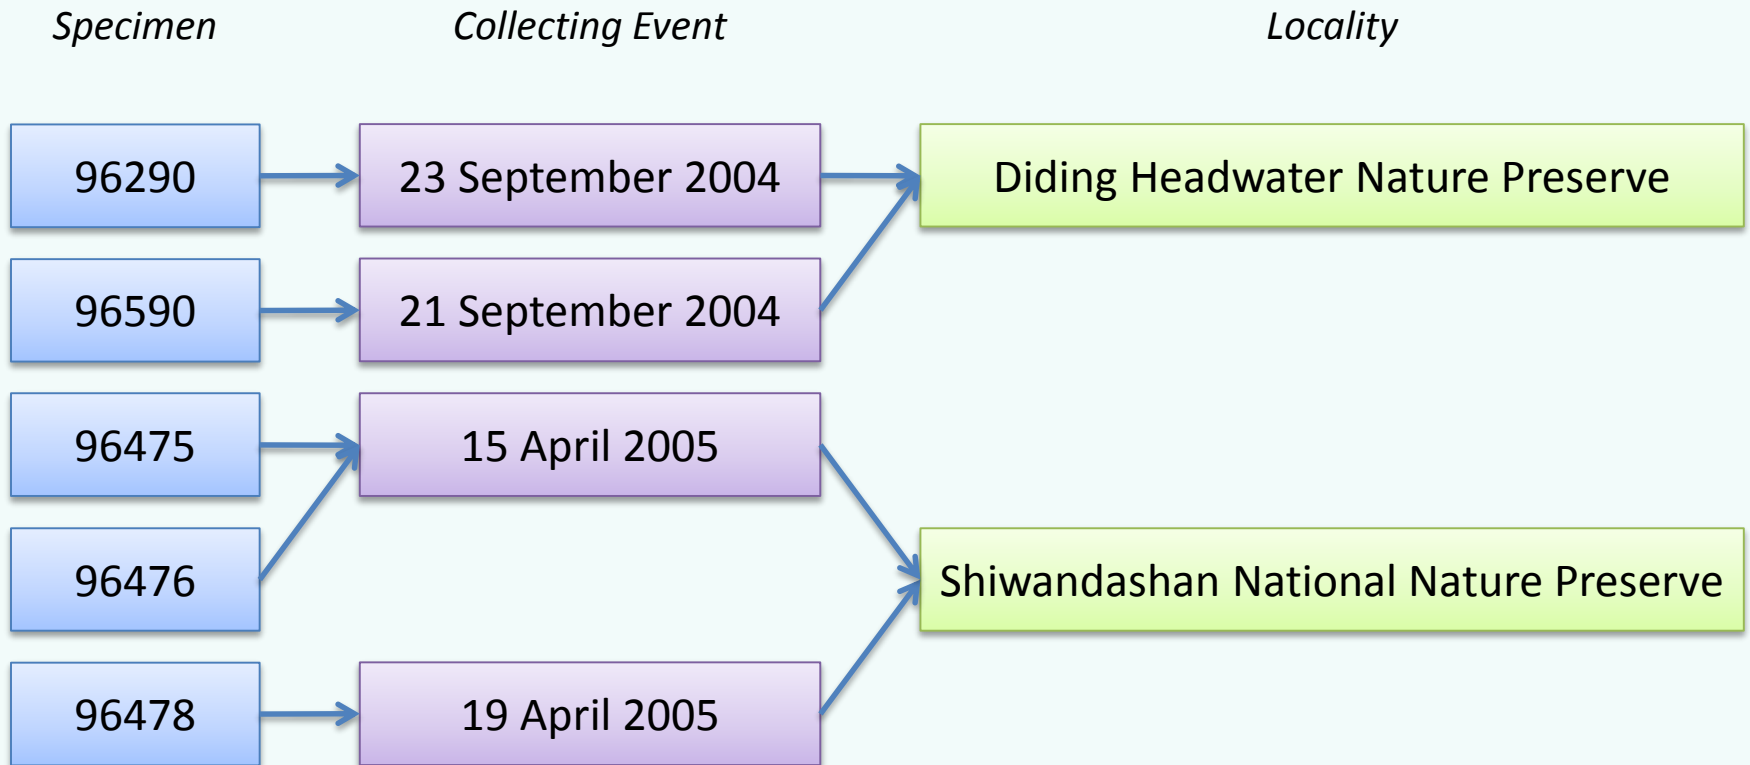 Specimen Collecting Event Locality
96290 23 September 2004 Diding Headwater Nature Preserve
96590 21 September 2004
96475 15 April 2005
96476 Shiwandashan National Nature Preserve
96478 19 April 2005